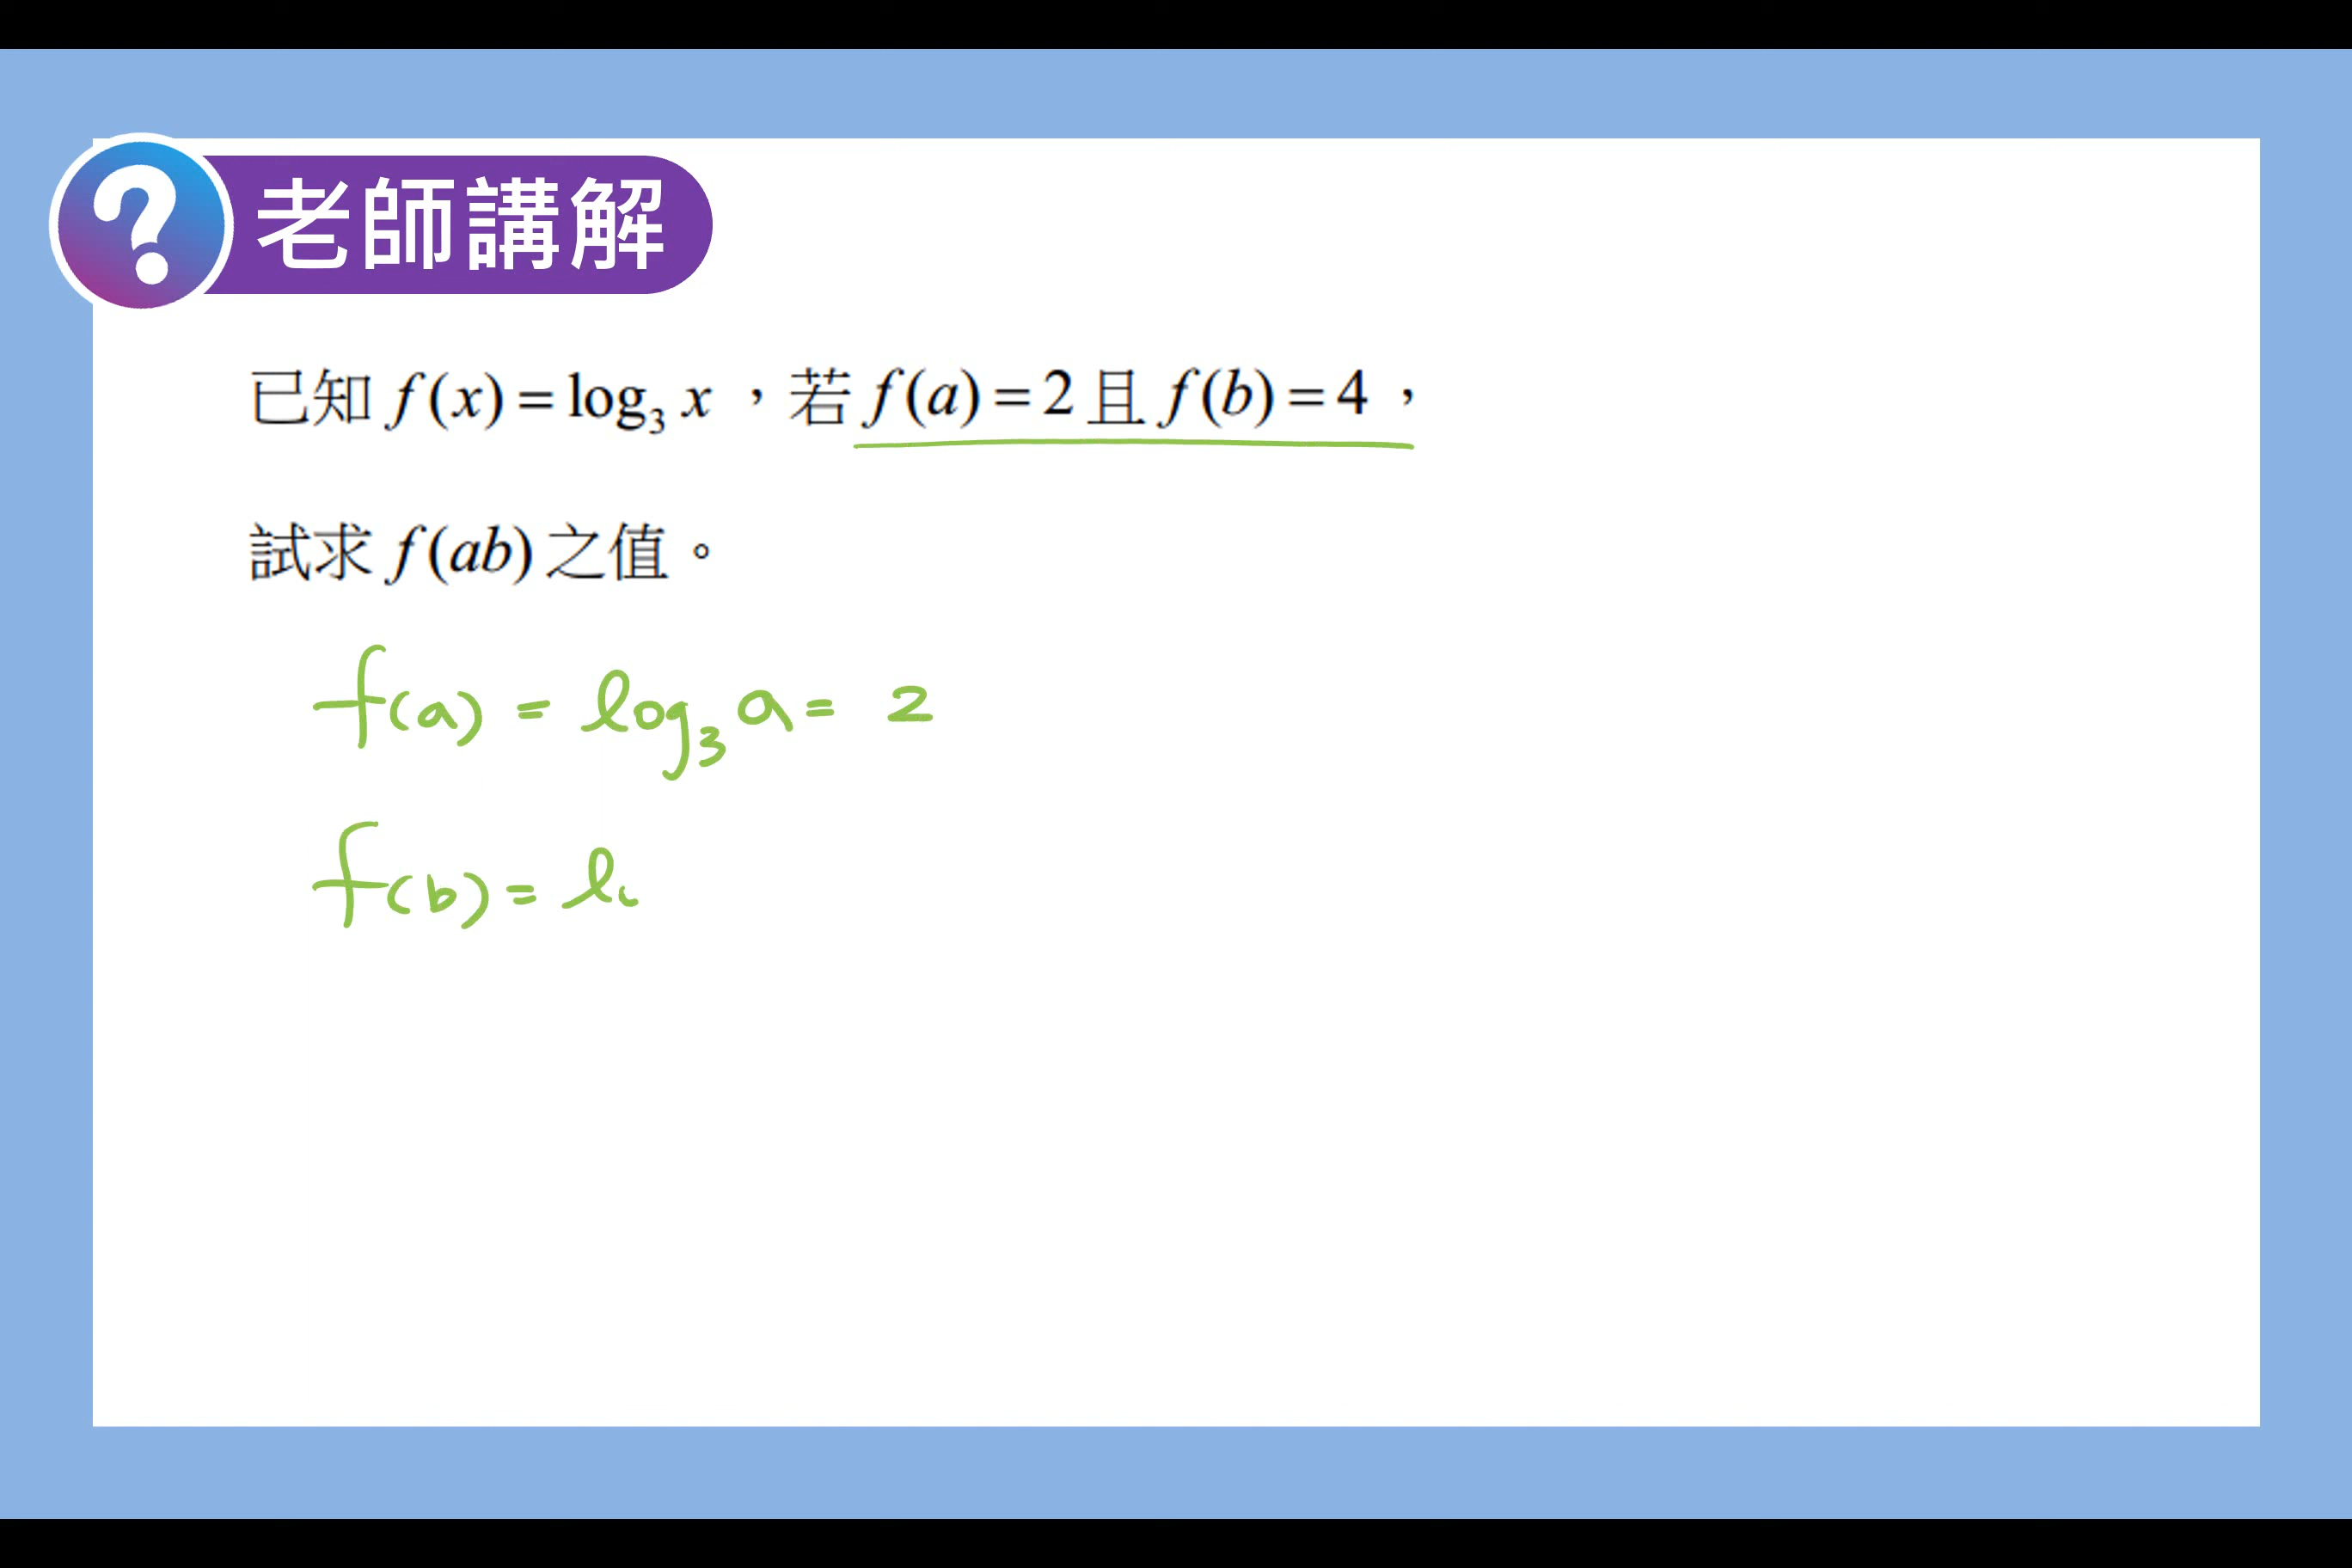 ?
老師講解
已知 f(x) = log₃ x ，若 f(a) = 2 且 f(b) = 4 ，
試求 f(ab) 之值。
f(a) = log₃ a = 2
f(b) = l